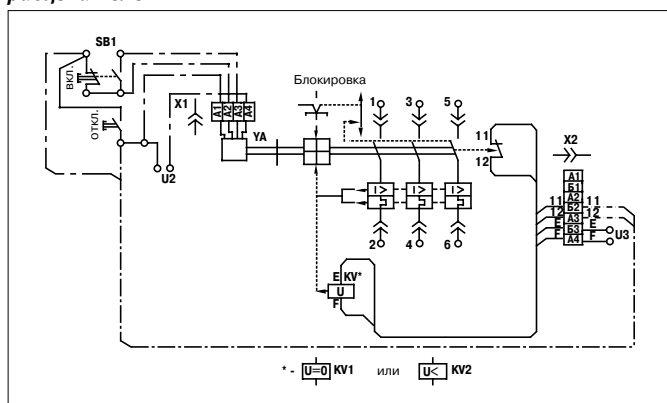 SB1
ВКЛ.
ОТКЛ.
X1
A1
A2
A3
A4
YA
U2
Блокировка
1
3
5
11
12
I>
I>
I>
2
4
6
E
KV*
U
F
X2
A1
Б1
A2
Б2
A3
Б3
A4
11
12
E
F
11
12
E
F
U3
* -
U=0
KV1
или
U<
KV2